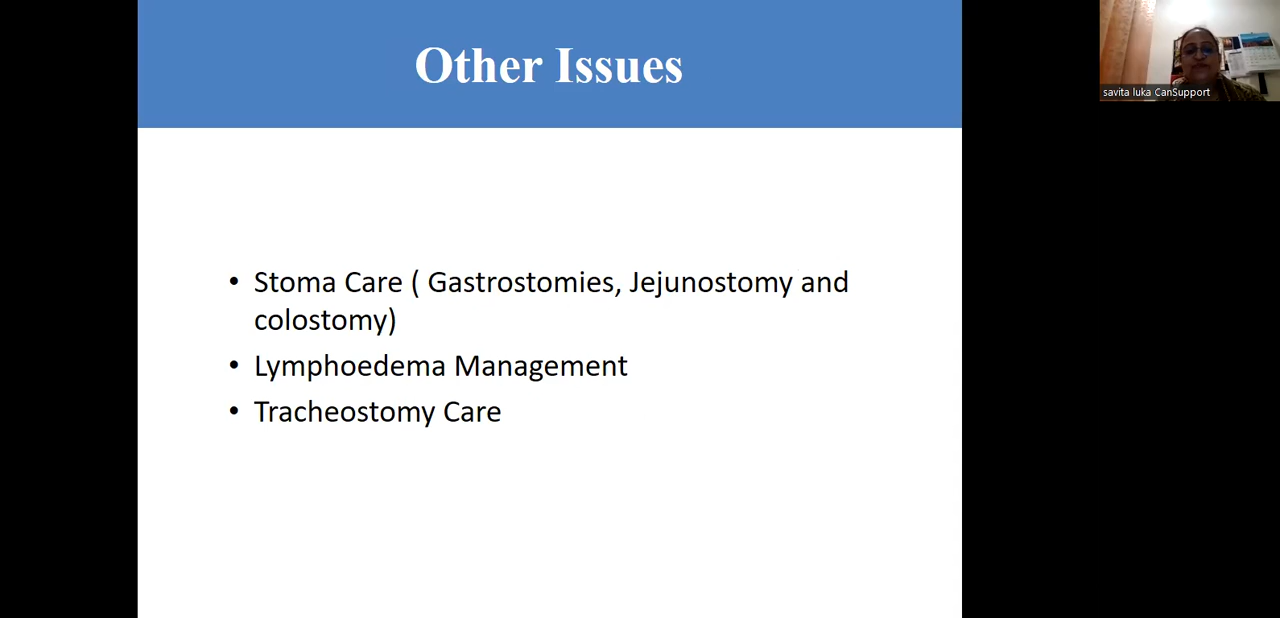 Other Issues
savita luka CanSupport
• Stoma Care ( Gastrostomies, Jejunostomy and
colostomy)
• Lymphoedema Management
• Tracheostomy Care